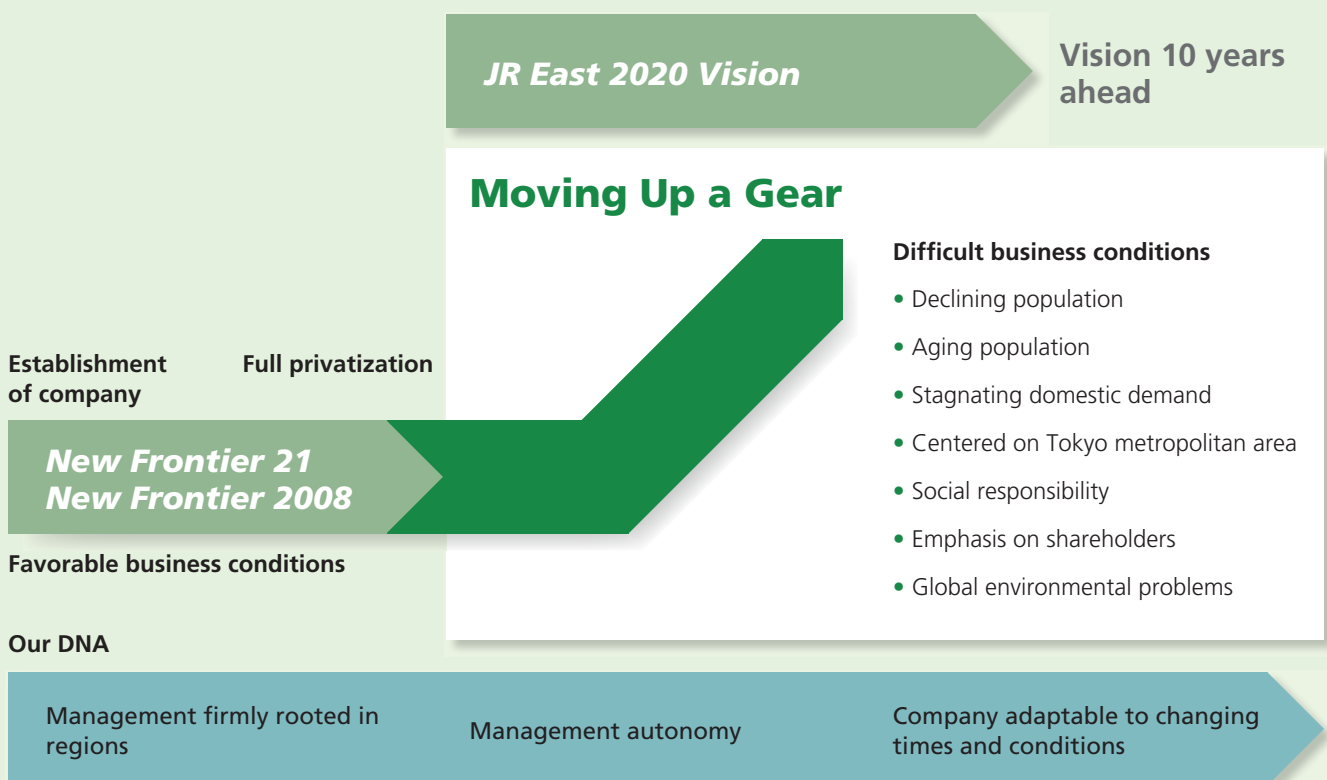 JR East 2020 Vision
Vision 10 years
ahead
Moving Up a Gear
Difficult business conditions
• Declining population
• Aging population
• Stagnating domestic demand
• Centered on Tokyo metropolitan area
• Social responsibility
• Emphasis on shareholders
• Global environmental problems
Establishment
of company
Full privatization
New Frontier 21
New Frontier 2008
Favorable business conditions
Our DNA
Management firmly rooted in
regions
Management autonomy
Company adaptable to changing
times and conditions